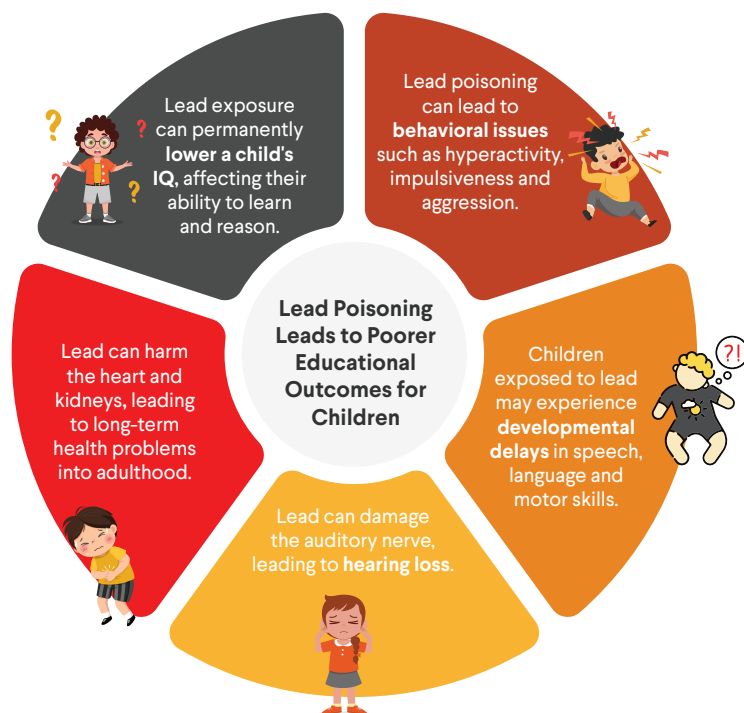 Lead exposure
can permanently
lower a child's
IQ, affecting their
ability to learn
and reason.
Lead poisoning
can lead to
behavioral issues
such as hyperactivity,
impulsiveness and
aggression.
Lead Poisoning
Leads to Poorer
Educational
Outcomes for
Children
Children
exposed to lead
may experience
developmental
delays in speech,
language and
motor skills.
?!
Lead can damage
the auditory nerve,
leading to hearing loss.
Lead can harm
the heart and
kidneys, leading
to long-term
health problems
into adulthood.
?
?
?
?